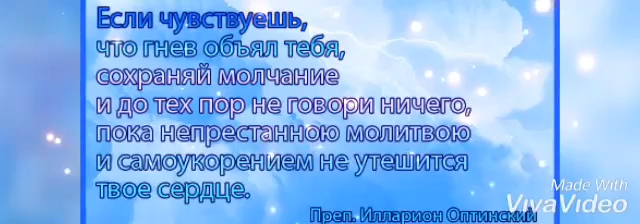 Если чувствуешь,
что гнев объял тебя,
сохраняй молчание
и до тех пор не говори ничего,
пока непрестанною молитвою
и самоукорением не утешится
твое сердце.
Преп. Илларион Оптинский
Made With
VivaVideo